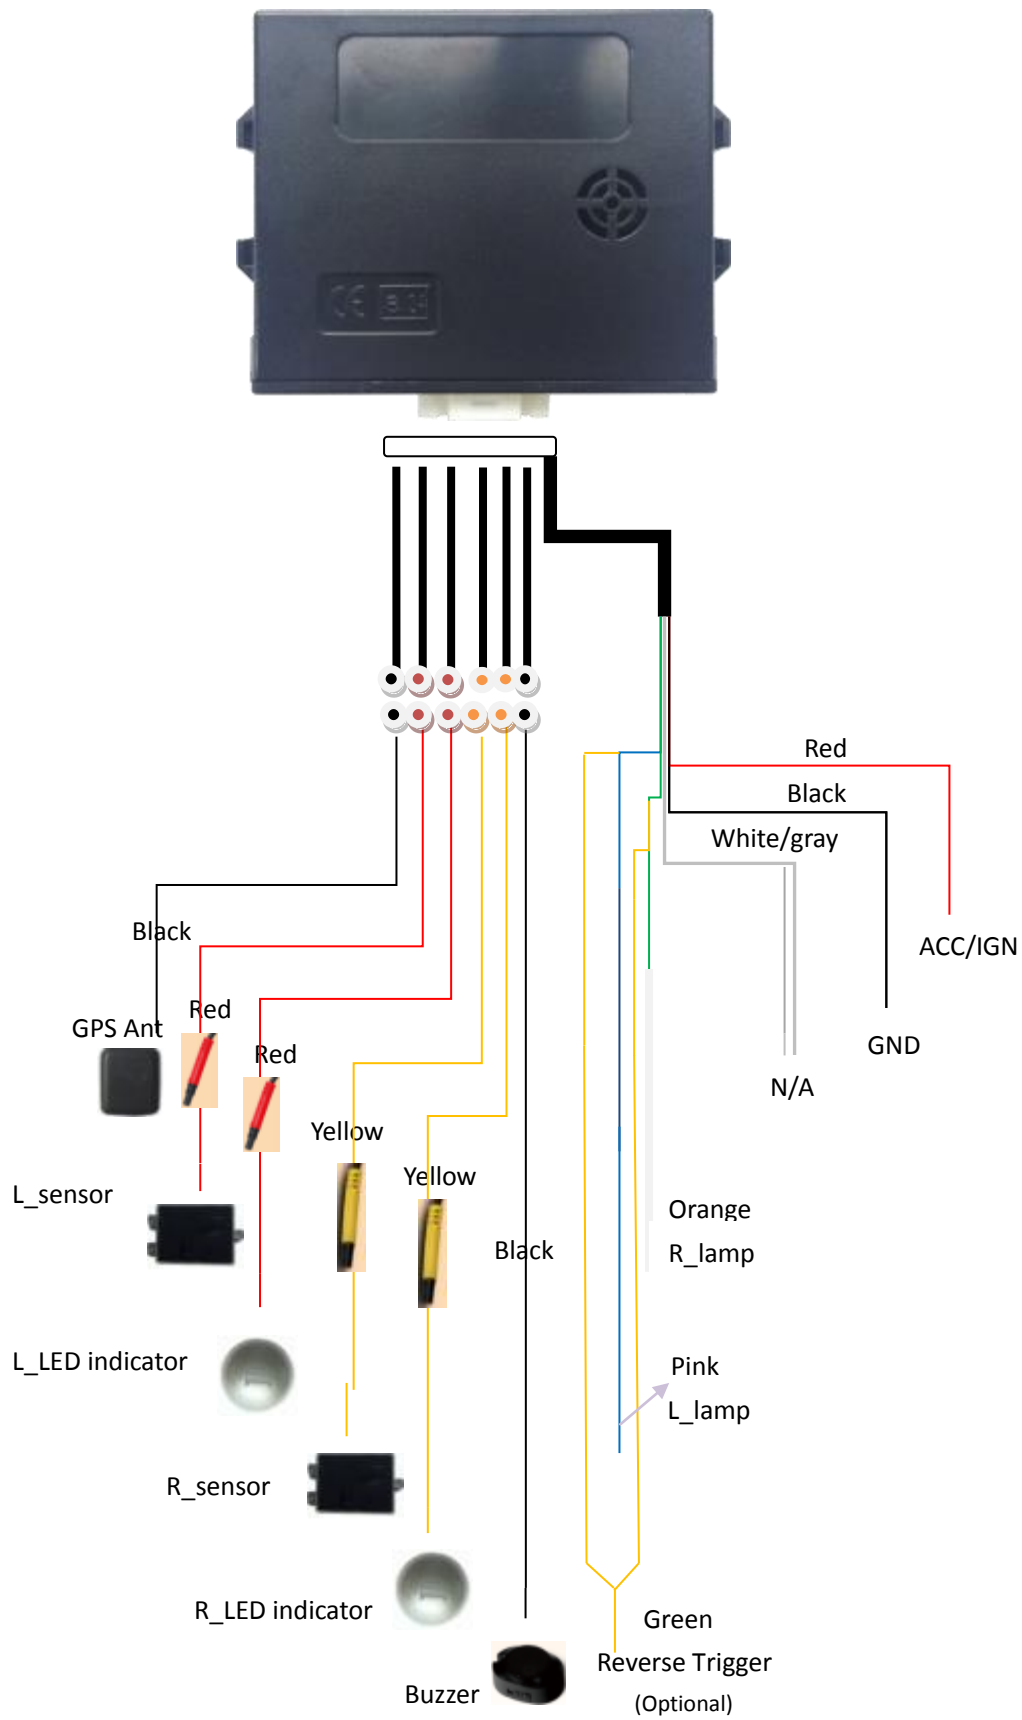 CE
Red
Black
White/gray
Black
ACC/IGN
Red
GPS Ant
GND
Red
N/A
Yellow
Yellow
L_sensor
Orange
Black
R_lamp
L_LED indicator
Pink
L_lamp
R_sensor
R_LED indicator
Green
Reverse Trigger
Buzzer
(Optional)